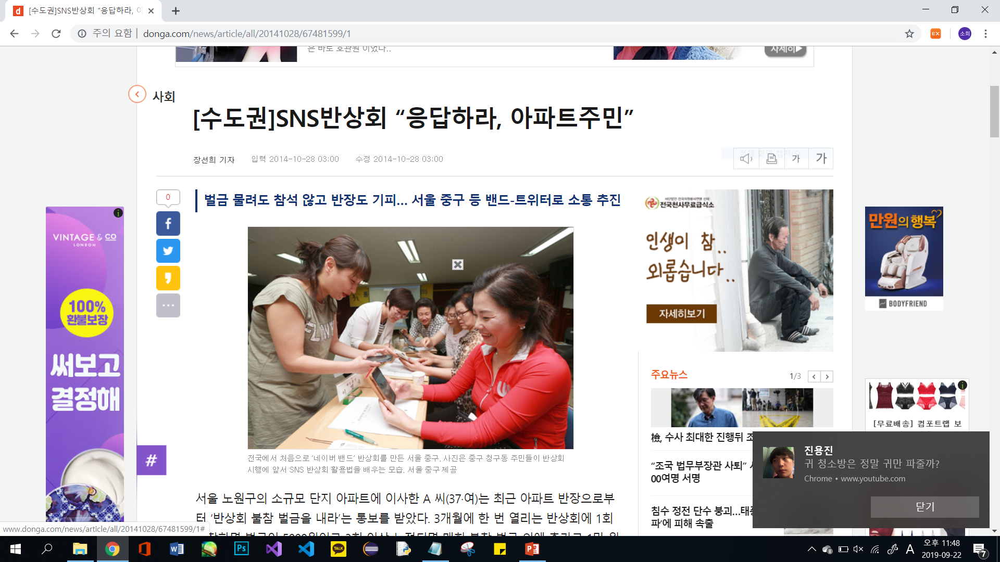 [수도권]SNS반상회 “응답하라, 아
주의 요함 | donga.com/news/article/all/20141028/67481599/1
EX
소희
은 바로 호관원 이었다..
자세히▶
사회
[수도권]SNS반상회 “응답하라, 아파트주민”
장선희 기자 입력 2014-10-28 03:00 수정 2014-10-28 03:00
가 가
0
벌금 물려도 참석 않고 반장도 기피… 서울 중구 등 밴드-트위터로 소통 추진
전국에서 처음으로 ‘네이버 밴드’ 반상회를 만든 서울 중구. 사진은 중구 청구동 주민들이 반상회
시행에 앞서 SNS 반상회 활용법을 배우는 모습. 서울 중구 제공
서울 노원구의 소규모 단지 아파트에 이사한 A 씨(37·여)는 최근 아파트 반장으로부
터 ‘반상회 불참 벌금을 내라’는 통보를 받았다. 3개월에 한 번 열리는 반상회에 1회
VINTAGE & CO
LONDON
100%
환불보장
써보고
결정해
#
전국천사무료급식소
인생이 참..
외롭습니다..
자세히보기
주요뉴스
1/3
檢, 수사 최대한 진행뒤 조
“조국 법무부장관 사퇴”
00여명 서명
침수 정전 단수 붕괴…태풍
파’에 피해 속출
만원의 행복
BODYFRIEND
[무료배송] 컴포트랩 보
진용진
귀 청소방은 정말 귀만 파줄까?
Chrome • www.youtube.com
닫기
www.donga.com/news/article/all/20141028/67481599/1#
TALK
A
오후 11:48
2019-09-22
7